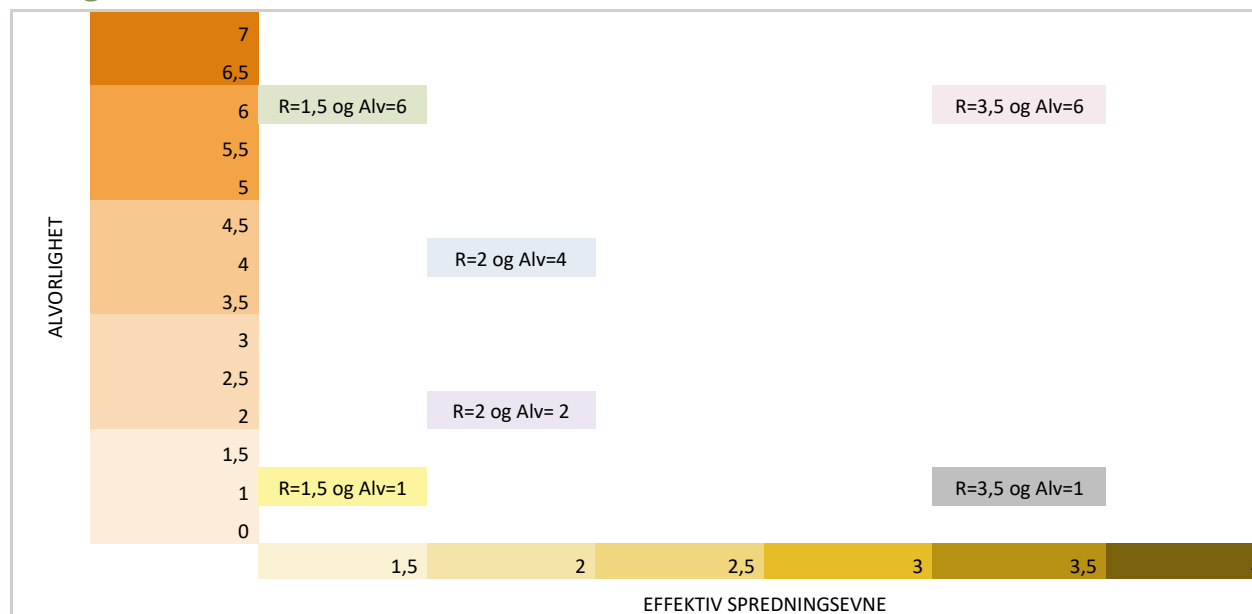 7
6,5
6 R=1,5 og Alv=6 R=3,5 og Alv=6
5,5
5
4,5
4 R=2 og Alv=4
3,5
3
2,5
2 R=2 og Alv= 2
1,5
1 R=1,5 og Alv=1 R=3,5 og Alv=1
0
ALVORLIGHET
1,5 2 2,5 3 3,5
EFFEKTIV SPREDNINGSEVNE